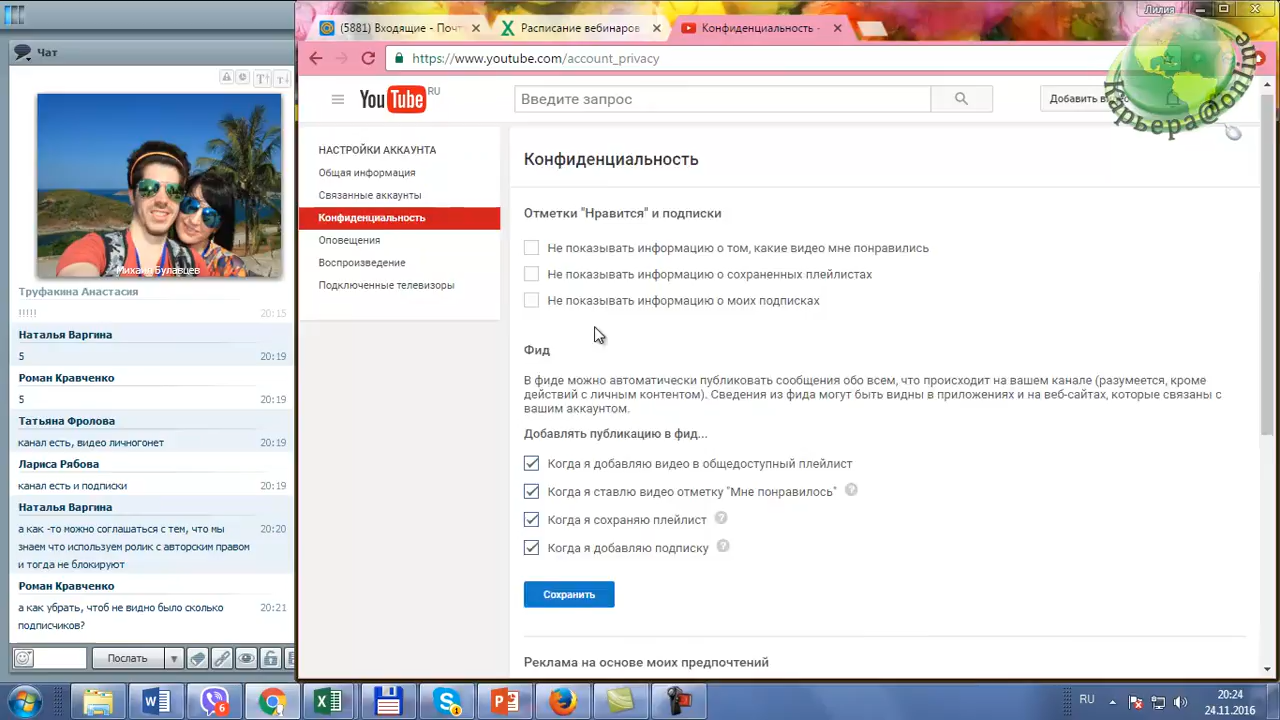 Чат
Михаил Булавцев
Труфакина Анастасия
!!!!! 20:15
Наталья Варгина
5 20:19
Роман Кравченко
5 20:19
Татьяна Фролова
канал есть, видео личногонет 20:19
Лариса Рябова
канал есть и подписки 20:19
Наталья Варгина
а как -то можно соглашаться с тем, что мы 20:20
знаем что используем ролик с авторским правом
и тогда не блокируют
Роман Кравченко
а как убрать, чтоб не видно было сколько 20:21
подписчиков?
Послать
Лилия
(5881) Входящие - Почт
Расписание вебинаров
Конфиденциальность -
https://www.youtube.com/account_privacy
YouTube RU
Введите запрос
Добавить в
Карьера@online
НАСТРОЙКИ АККАУНТА
Общая информация
Связанные аккаунты
Конфиденциальность
Оповещения
Воспроизведение
Подключенные телевизоры
Конфиденциальность
Отметки "Нравится" и подписки
Не показывать информацию о том, какие видео мне понравились
Не показывать информацию о сохраненных плейлистах
Не показывать информацию о моих подписках
Фид
В фиде можно автоматически публиковать сообщения обо всем, что происходит на вашем канале (разумеется, кроме
действий с личным контентом). Сведения из фида могут быть видны в приложениях и на веб-сайтах, которые связаны с
вашим аккаунтом.
Добавлять публикацию в фид...
Когда я добавляю видео в общедоступный плейлист
Когда я ставлю видео отметку "Мне понравилось"
Когда я сохраняю плейлист
Когда я добавляю подписку
Сохранить
Реклама на основе моих предпочтений
RU
20:24
24.11.2016